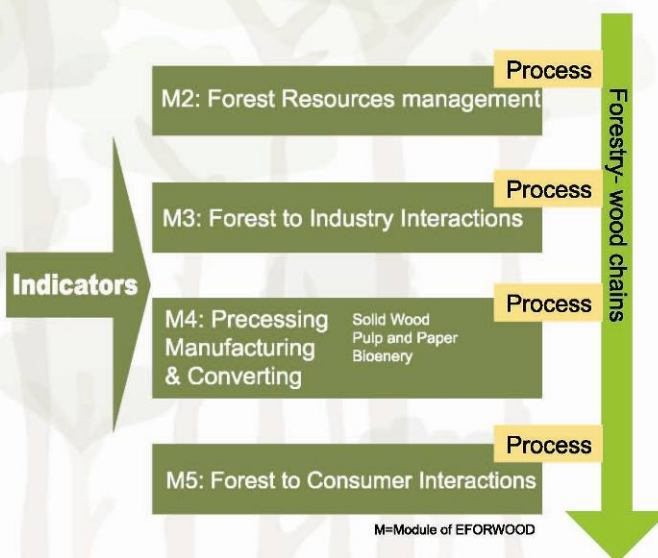 Process
M2: Forest Resources management
Process
M3: Forest to Industry Interactions
Indicators
Process
M4: Precessing
Manufacturing
& Converting
Solid Wood
Pulp and Paper
Bioenery
Process
M5: Forest to Consumer Interactions
M=Module of EFORWOOD
Forestry- wood chains